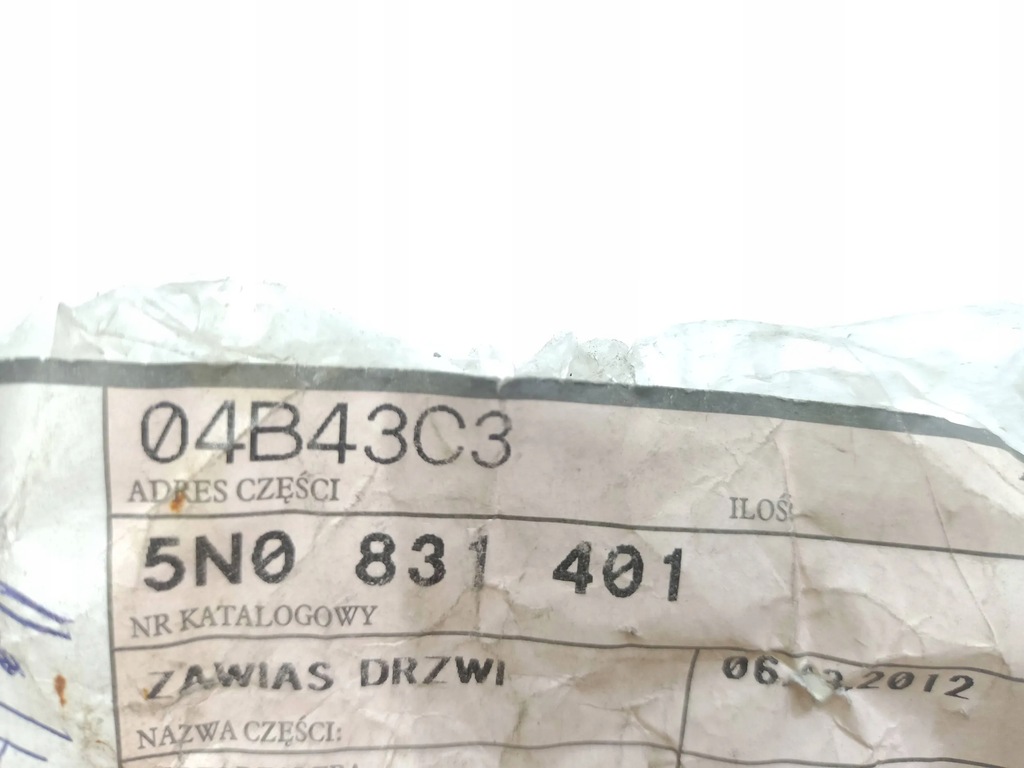 04B43C3
ADRES CZĘŚCI ILOŚ
5N0 831 401
NR KATALOGOWY
ZAWIAS DRZWI
NAZWA CZĘŚCI: